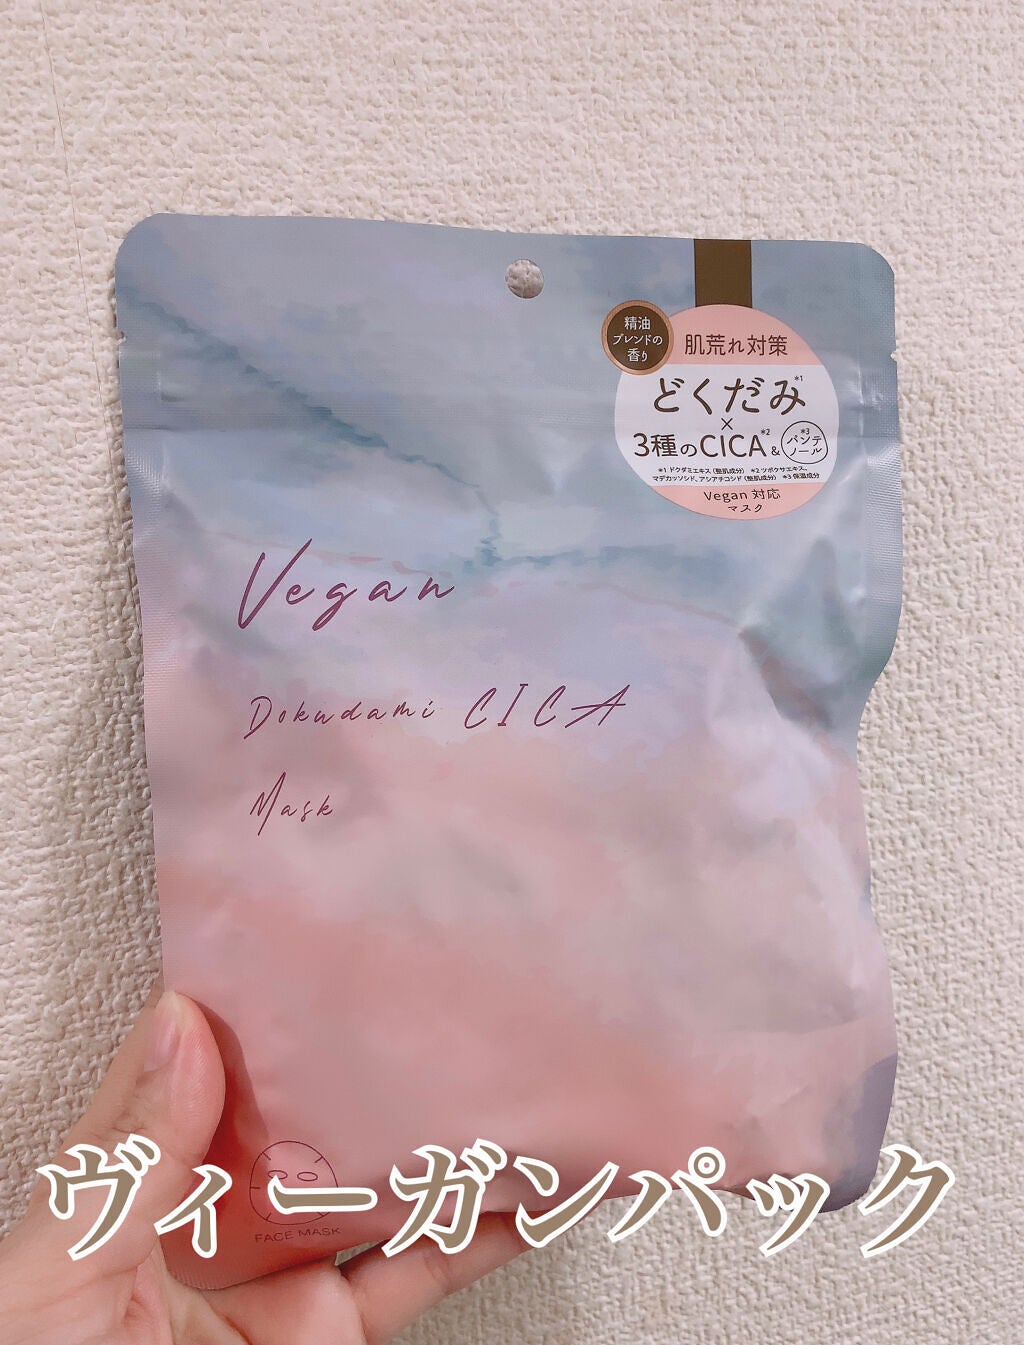 精油
ブレンドの
香り
肌荒れ対策
どくだみ*1
×
3種のCICA*2 & パンテノール*3
*1 ドクダミエキス(整肌成分) *2 ツボクサエキス、
マデカッソシド、アシアチコシド(整肌成分) *3 保湿成分
Vegan 対応
マスク
Vegan
Dokudami CICA
Mask
FACE MASK
ヴィーガンパック